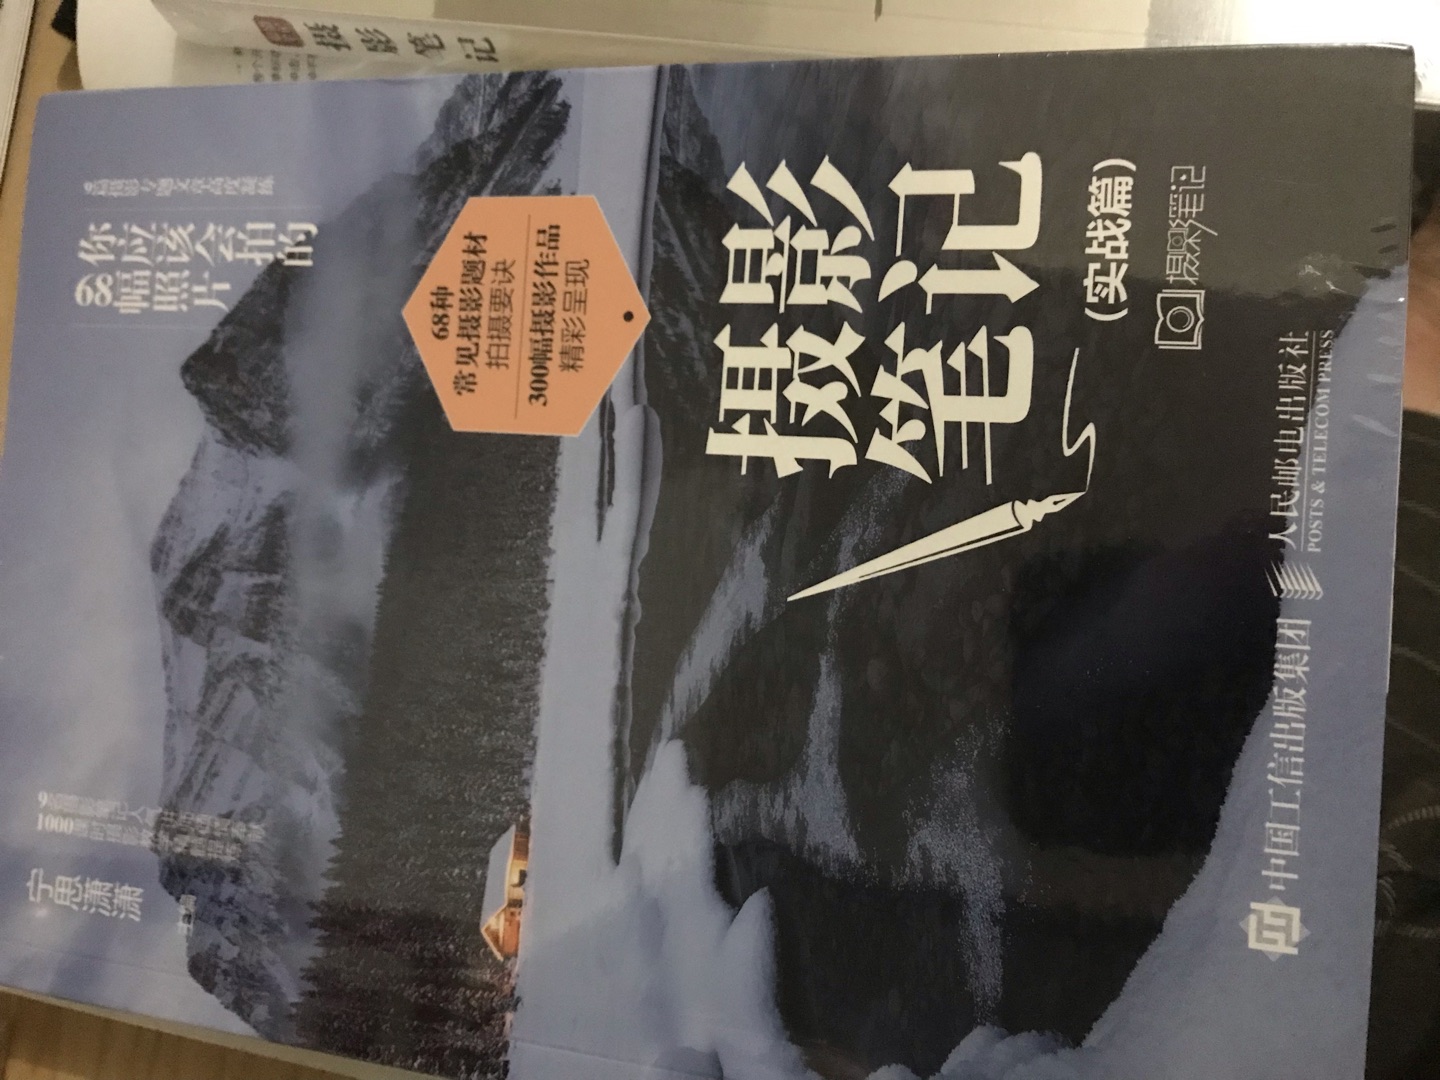 摄影笔记
宁思潇潇
主编
68
你应该会拍的
幅照片
68种
常见摄影题材
拍摄要诀
300幅摄影作品
精彩呈现
摄影
笔记
(实战篇)
摄影笔记
中国工信出版集团
人民邮电出版社
POSTS & TELECOM PRESS